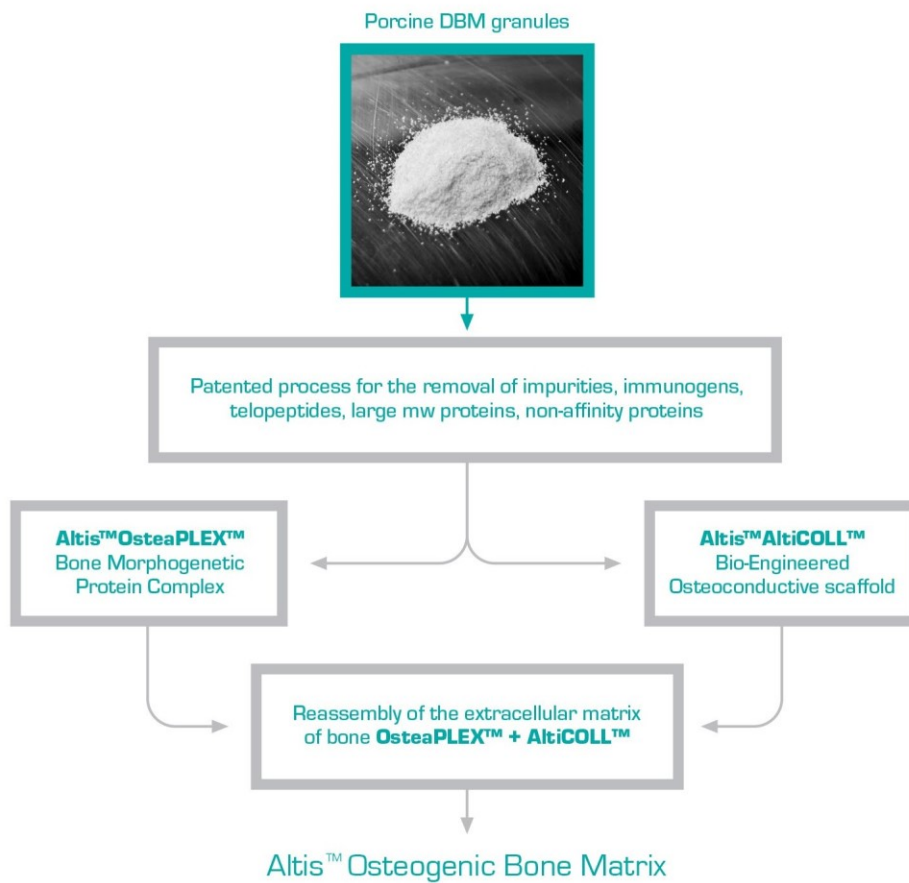 Porcine DBM granules
Patented process for the removal of impurities, immunogens,
telopeptides, large mw proteins, non-affinity proteins
Altis™OsteaPLEX™
Bone Morphogenetic
Protein Complex
Altis™AltiCOLL™
Bio-Engineered
Osteoconductive scaffold
Reassembly of the extracellular matrix
of bone OsteaPLEX™ + AltiCOLL™
Altis™ Osteogenic Bone Matrix